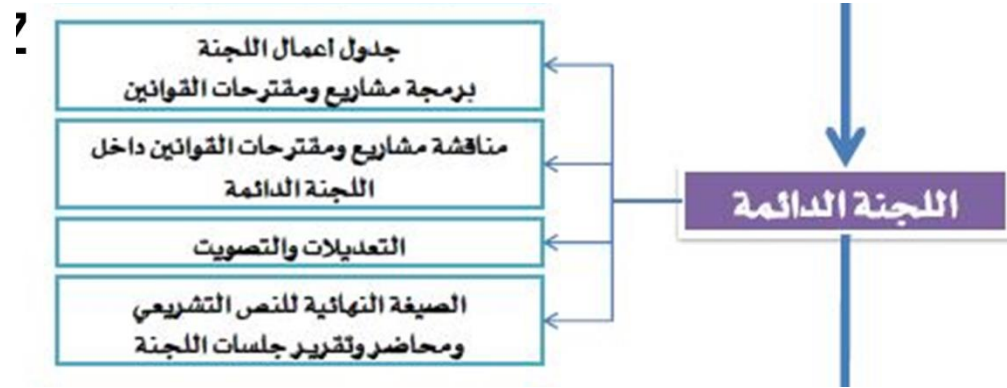 اللجنة الدائمة
جدول أعمال اللجنة
برمجة مشاريع ومقترحات القوانين
مناقشة مشاريع ومقترحات القوانين داخل
اللجنة الدائمة
التعديلات والتصويت
الصيغة النهائية للنص التشريعي
ومحاضر وتقرير جلسات اللجنة